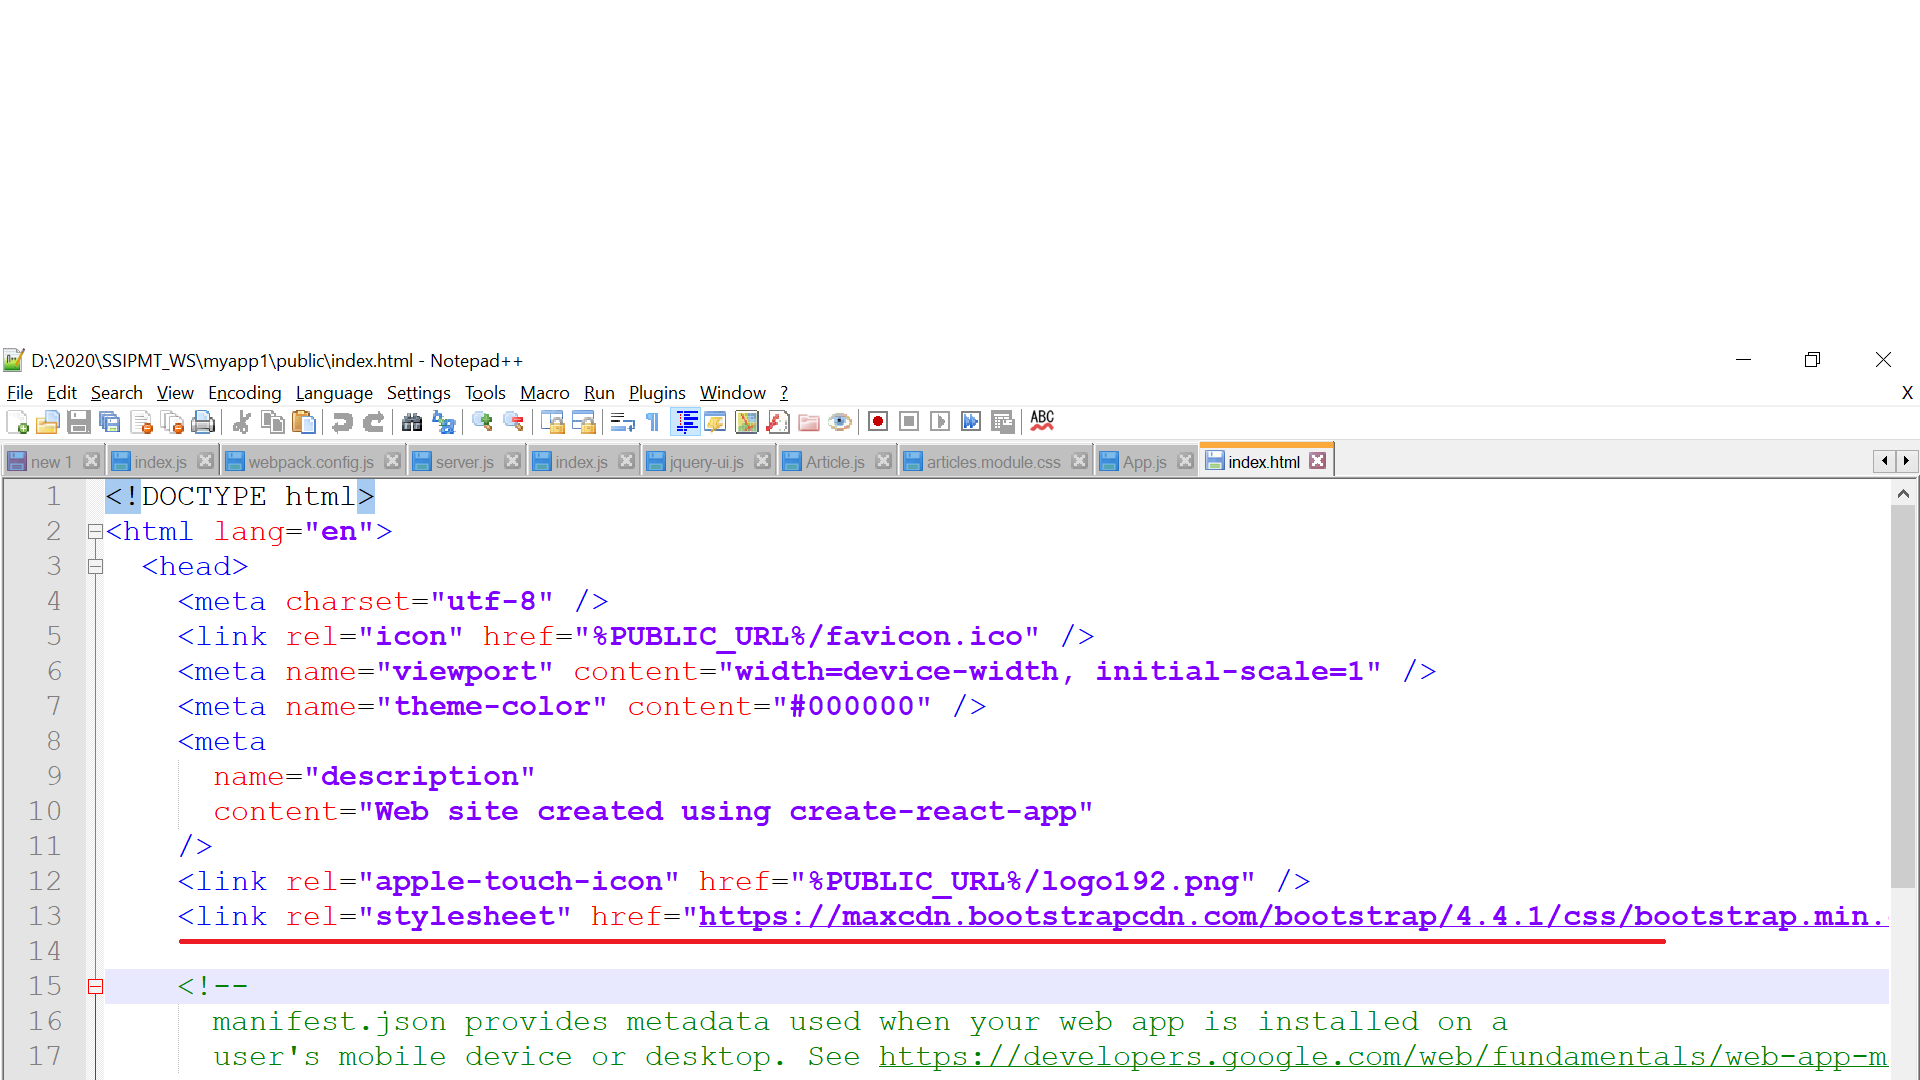 D:\2020\SSIPMT_WS\myapp1\public\index.html - Notepad++
File Edit Search View Encoding Language Settings Tools Macro Run Plugins Window ? X
ABC
new 1 index.js webpack.config.js server.js index.js jquery-ui.js Article.js articles.module.css App.js index.html
1 <!DOCTYPE html>
2 <html lang="en">
3 <head>
4 <meta charset="utf-8" />
5 <link rel="icon" href="%PUBLIC_URL%/favicon.ico" />
6 <meta name="viewport" content="width=device-width, initial-scale=1" />
7 <meta name="theme-color" content="#000000" />
8 <meta
9 name="description"
10 content="Web site created using create-react-app"
11 />
12 <link rel="apple-touch-icon" href="%PUBLIC_URL%/logo192.png" />
13 <link rel="stylesheet" href="https://maxcdn.bootstrapcdn.com/bootstrap/4.4.1/css/bootstrap.min.
14
15 <!--
16 manifest.json provides metadata used when your web app is installed on a
17 user's mobile device or desktop. See https://developers.google.com/web/fundamentals/web-app-m